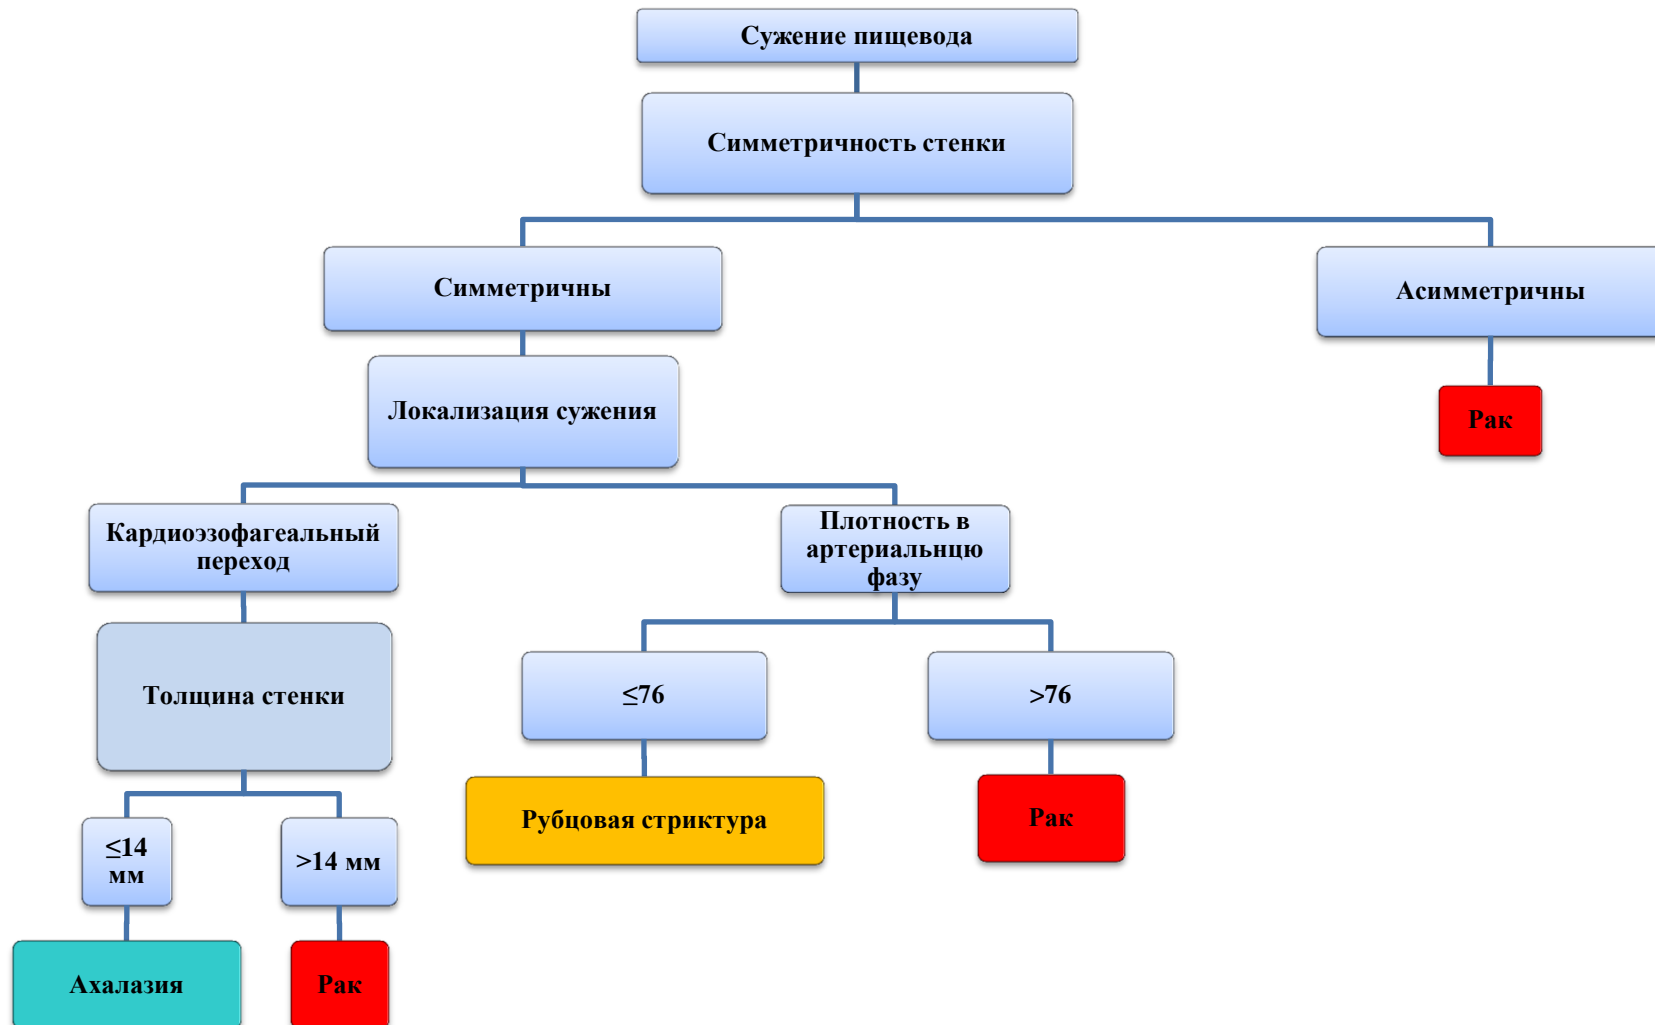 Сужение пищевода
Симметричность стенки
Симметричны
Асимметричны
Локализация сужения
Рак
Кардиоэзофагеальный
переход
Плотность в
артериальнцю
фазу
Толщина стенки
≤76
>76
Рубцовая стриктура
Рак
≤14
мм
>14 мм
Ахалазия
Рак